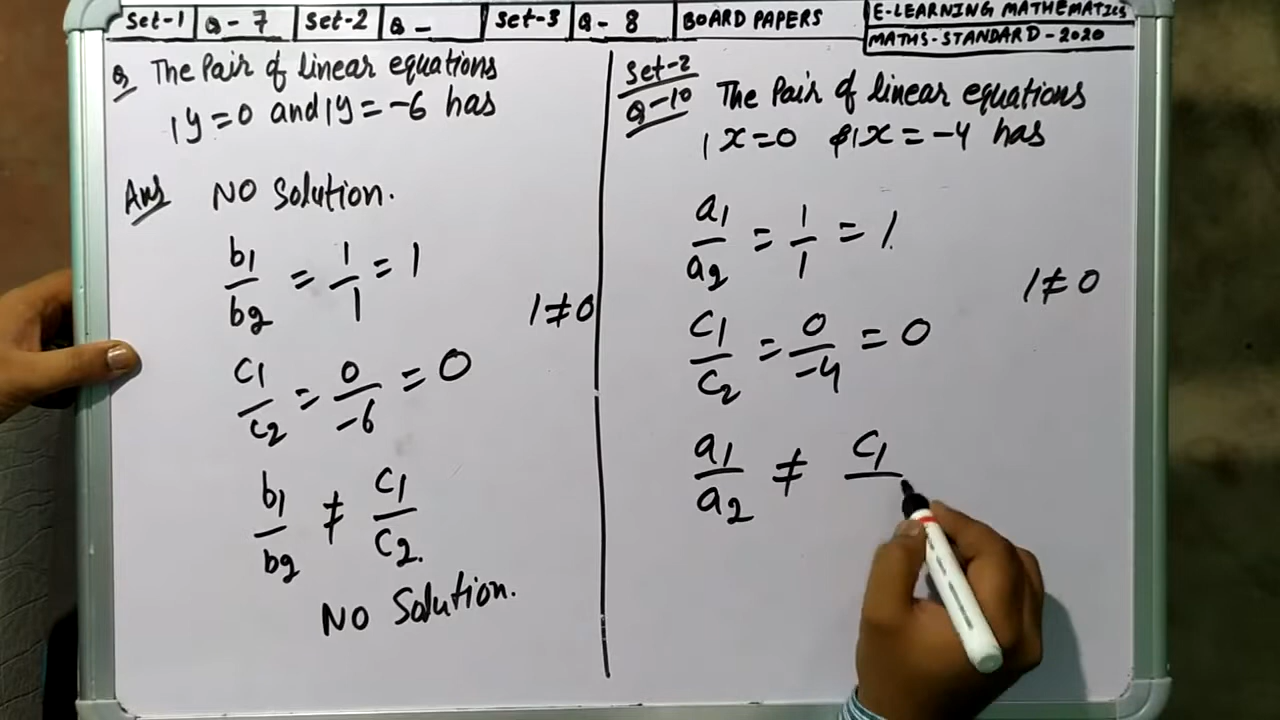 Set-1 Q-7 Set-2 Q- Set-3 Q-8 BOARD PAPERS
E-LEARNING MATHEMATICS
MATHS-STANDARD-2020
Q The Pair of linear equations
1y=0 and 1y=-6 has
Ans NO Solution.
b1/b2 = 1/1 = 1
1≠0
c1/c2 = 0/-6 = 0
b1/b2 ≠ c1/c2.
NO Solution.
Set-2
Q-10 The Pair of linear equations
1x=0 & 1x=-4 has
a1/a2 = 1/1 = 1.
1≠0
c1/c2 = 0/-4 = 0
a1/a2 ≠ c1/